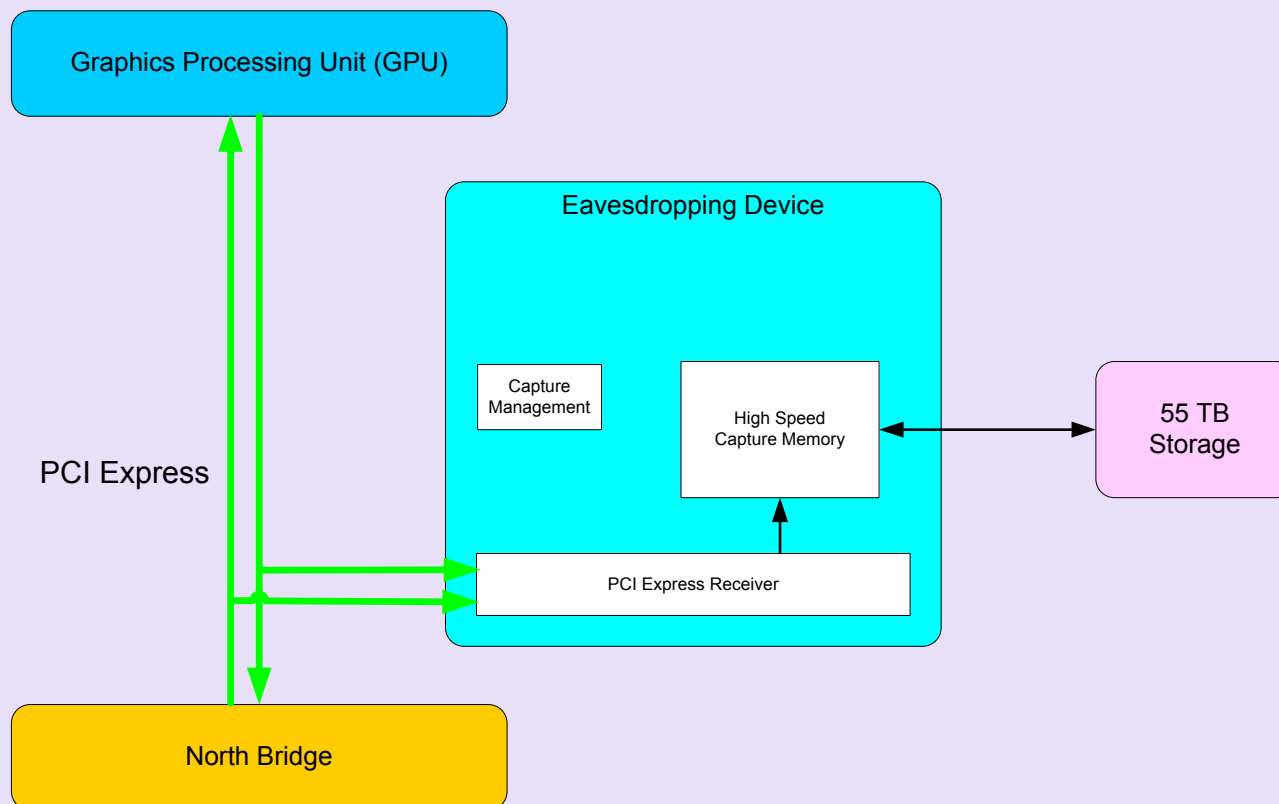 Graphics Processing Unit (GPU)
Eavesdropping Device
Capture
Management
High Speed
Capture Memory
55 TB
Storage
PCI Express
PCI Express Receiver
North Bridge